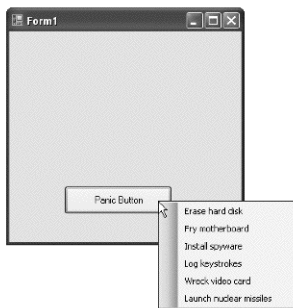 Form1
Panic Button
Erase hard disk
Fry motherboard
Install spyware
Log keystrokes
Wreck video card
Launch nuclear missiles